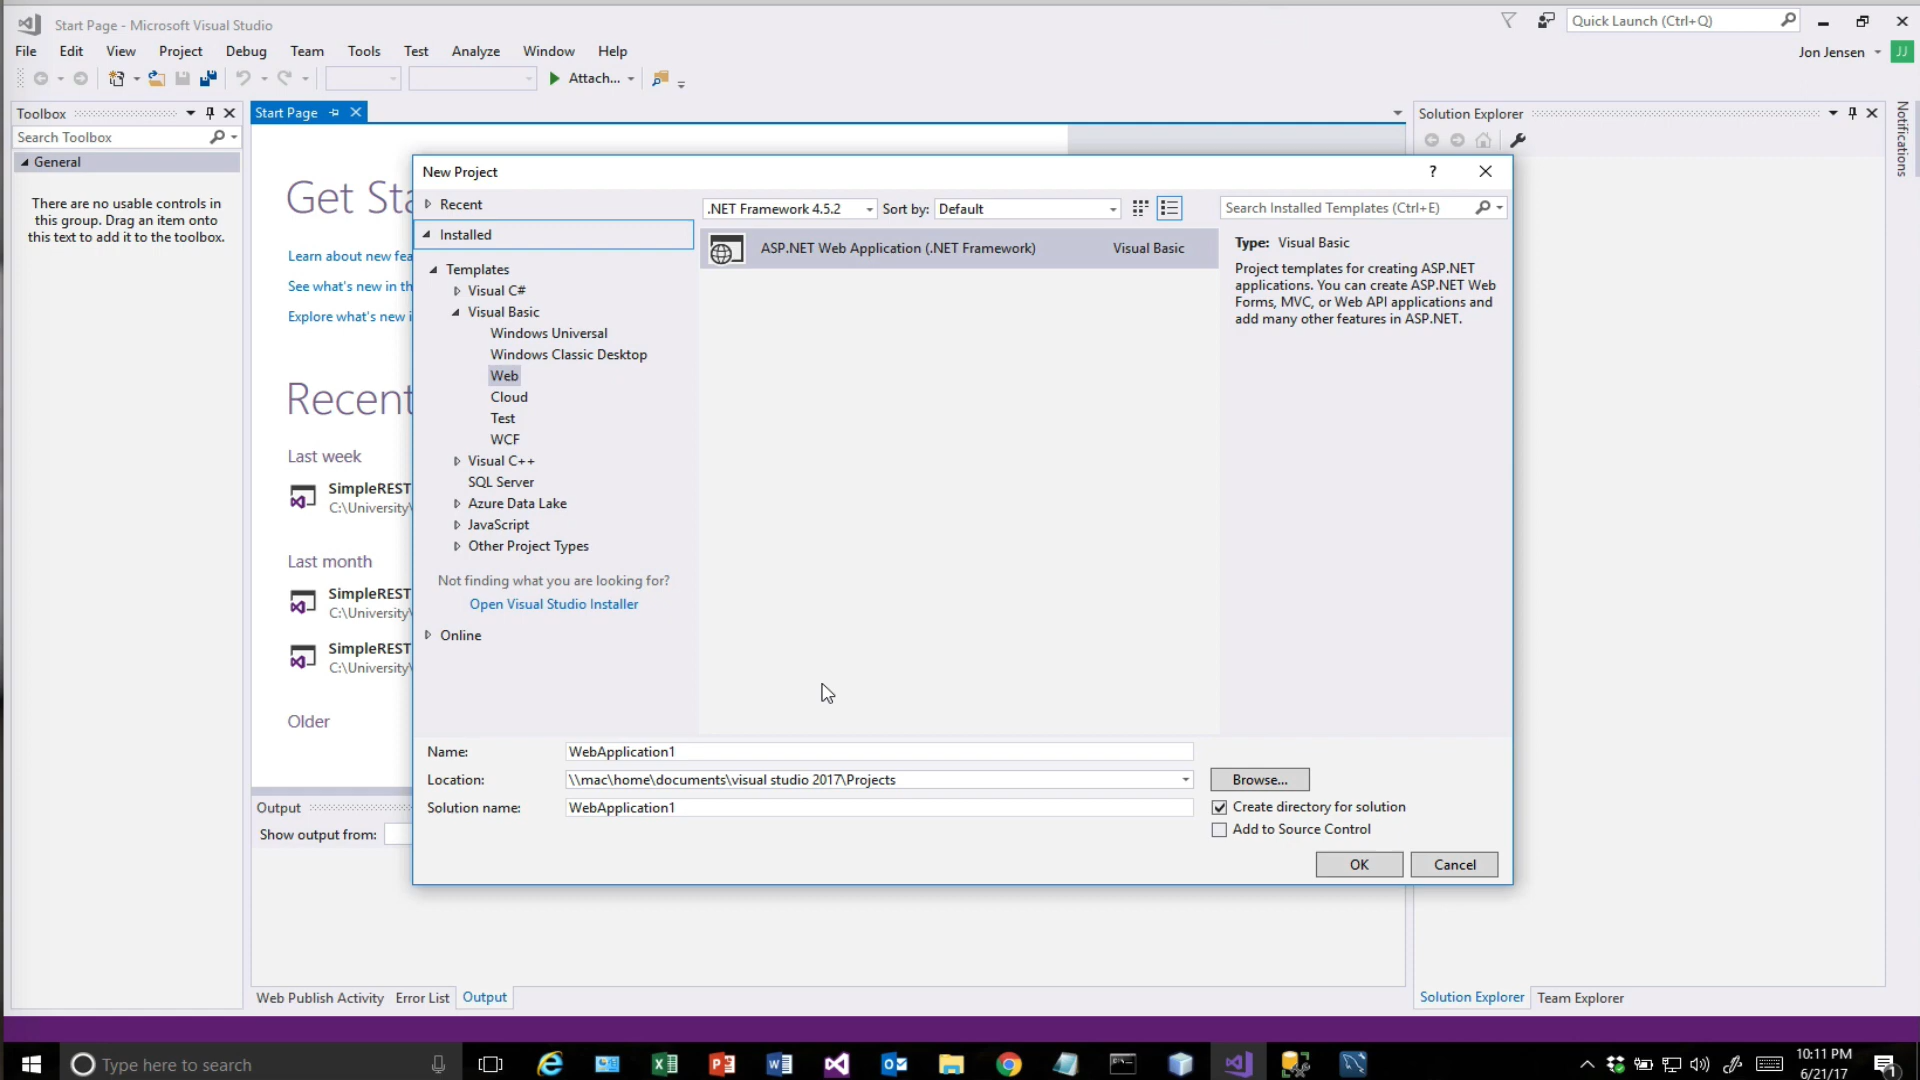 Start Page - Microsoft Visual Studio
Quick Launch (Ctrl+Q)
File Edit View Project Debug Team Tools Test Analyze Window Help
Jon Jensen
JJ
Attach...
Toolbox
Start Page
Solution Explorer
Notifications
Search Toolbox
General
There are no usable controls in
this group. Drag an item onto
this text to add it to the toolbox.
Get Sta
Learn about new fea
See what's new in th
Explore what's new i
Recent
Last week
SimpleREST
C:\University\
Last month
SimpleREST
C:\University\
SimpleREST
C:\University\
Older
New Project
?
Recent
.NET Framework 4.5.2
Sort by: Default
Search Installed Templates (Ctrl+E)
Installed
Templates
Visual C#
Visual Basic
Windows Universal
Windows Classic Desktop
Web
Cloud
Test
WCF
Visual C++
SQL Server
Azure Data Lake
JavaScript
Other Project Types
Not finding what you are looking for?
Open Visual Studio Installer
Online
ASP.NET Web Application (.NET Framework) Visual Basic
Type: Visual Basic
Project templates for creating ASP.NET
applications. You can create ASP.NET Web
Forms, MVC, or Web API applications and
add many other features in ASP.NET.
Name: WebApplication1
Location: \\mac\home\documents\visual studio 2017\Projects
Browse...
Solution name: WebApplication1
Create directory for solution
Add to Source Control
OK Cancel
Output
Show output from:
Web Publish Activity Error List Output
Solution Explorer Team Explorer
Type here to search
10:11 PM
6/21/17
1